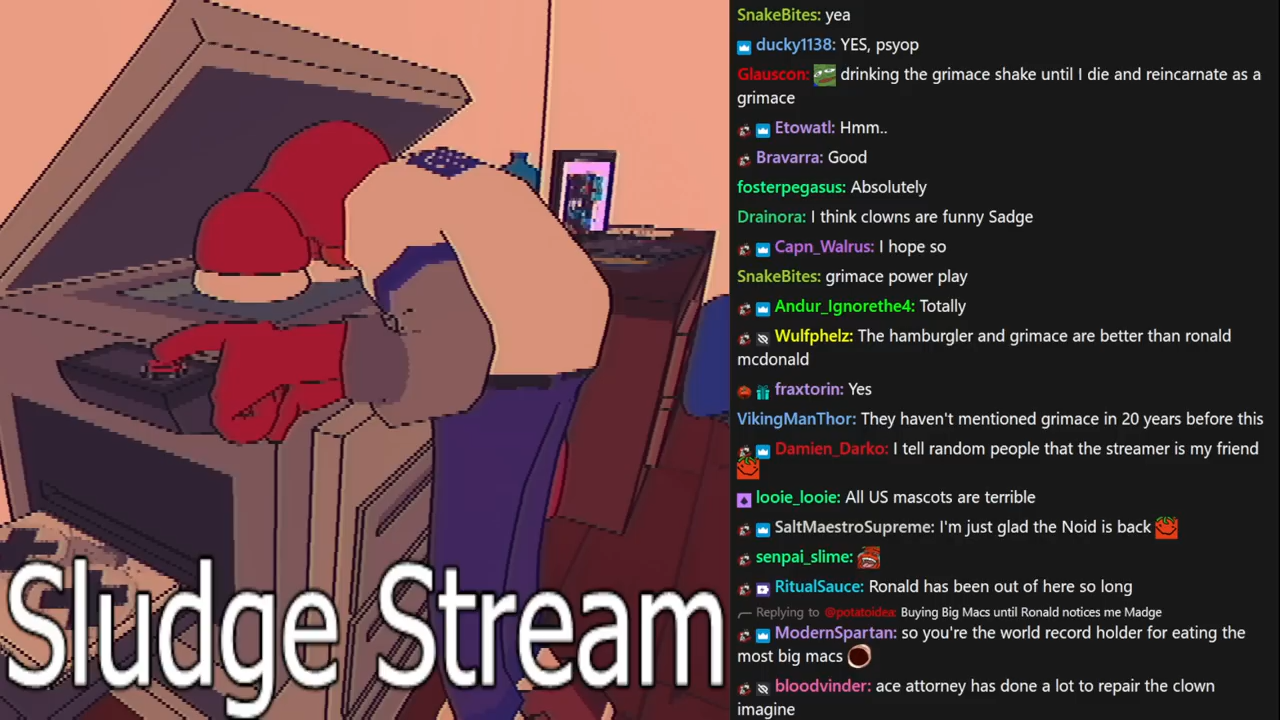 SnakeBites: yea
ducky1138: YES, psyop
Glauscon: drinking the grimace shake until I die and reincarnate as a
grimace
Etowatl: Hmm..
Bravarra: Good
fosterpegasus: Absolutely
Drainora: I think clowns are funny Sadge
Capn_Walrus: I hope so
SnakeBites: grimace power play
Andur_Ignorethe4: Totally
Wulfphelz: The hamburgler and grimace are better than ronald
mcdonald
fraxtorin: Yes
VikingManThor: They haven't mentioned grimace in 20 years before this
Damien_Darko: I tell random people that the streamer is my friend
looie_looie: All US mascots are terrible
SaltMaestroSupreme: I'm just glad the Noid is back
senpai_slime:
RitualSauce: Ronald has been out of here so long
Replying to @potatoidea: Buying Big Macs until Ronald notices me Madge
ModernSpartan: so you're the world record holder for eating the
most big macs
bloodvinder: ace attorney has done a lot to repair the clown
imagine
Sludge Stream